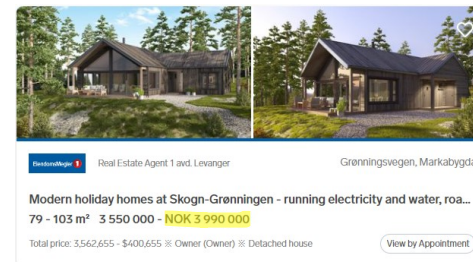 EiendomsMegler 1
Real Estate Agent 1 avd. Levanger
Grønningsvegen, Markabygda
Modern holiday homes at Skogn-Grønningen - running electricity and water, roa...
79 - 103 m² 3 550 000 - NOK 3 990 000
Total price: 3,562,655 - $400,655 ※ Owner (Owner) ※ Detached house
View by Appointment